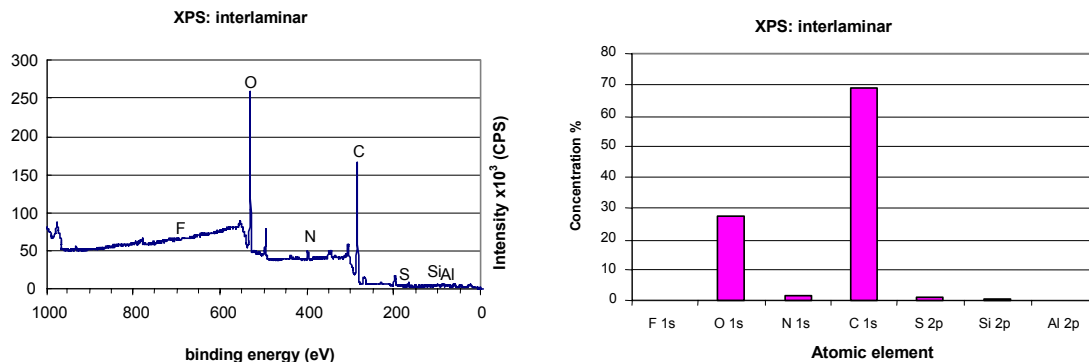 XPS: interlaminar
300
250
200
150
100
50
0
O
C
F
N
S
Si
Al
1000 800 600 400 200 0
binding energy (eV)
Intensity x10³ (CPS)
XPS: interlaminar
80
70
60
50
40
30
20
10
0
Concentration %
F 1s O 1s N 1s C 1s S 2p Si 2p Al 2p
Atomic element